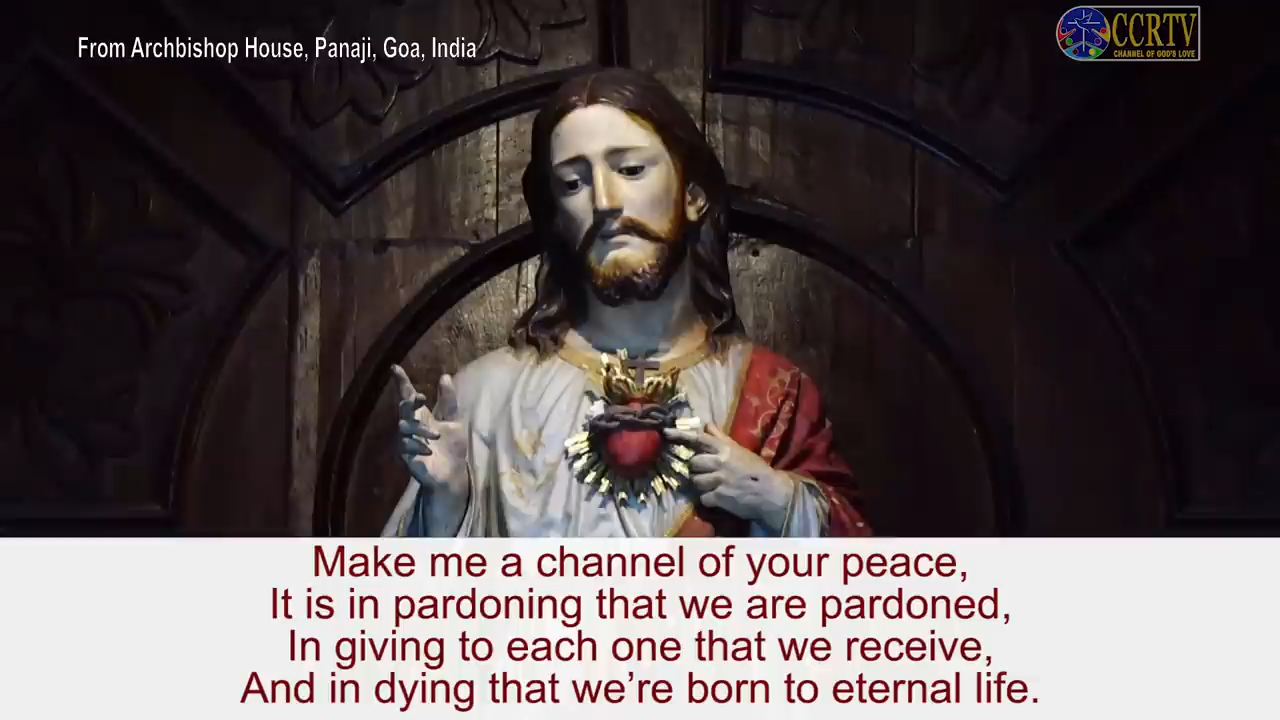 From Archbishop House, Panaji, Goa, India
CCRTV
CHANNEL OF GOD'S LOVE
Make me a channel of your peace,
It is in pardoning that we are pardoned,
In giving to each one that we receive,
And in dying that we’re born to eternal life.